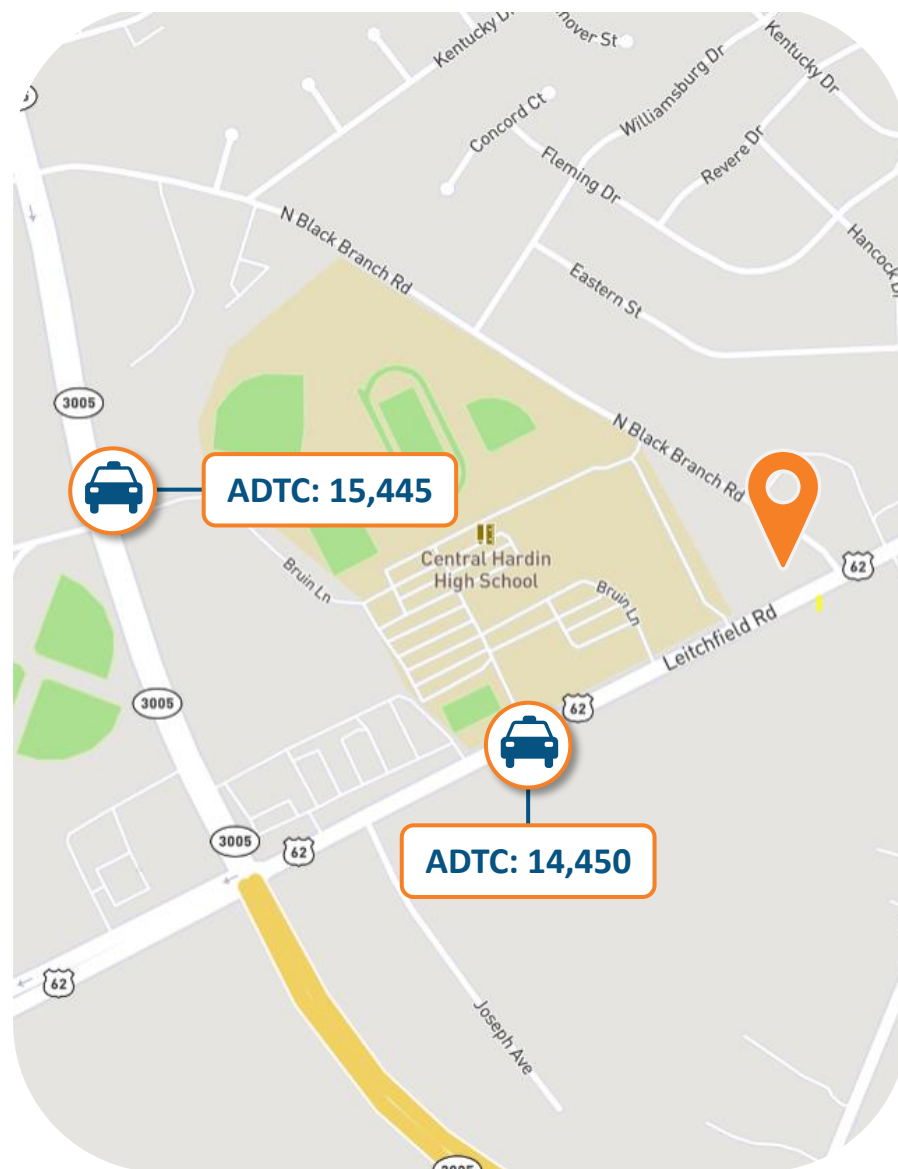 Kentucky Dr
nover St
Kentucky Dr
Williamsburg Dr
Concord Ct
Revere Dr
Fleming Dr
N Black Branch Rd
Hancock Dr
Eastern St
3005
N Black Branch Rd
ADTC: 15,445
Central Hardin
High School
62
Bruin Ln
Bruin Ln
Leitchfield Rd
3005
62
3005
62
ADTC: 14,450
62
Joseph Ave
3005